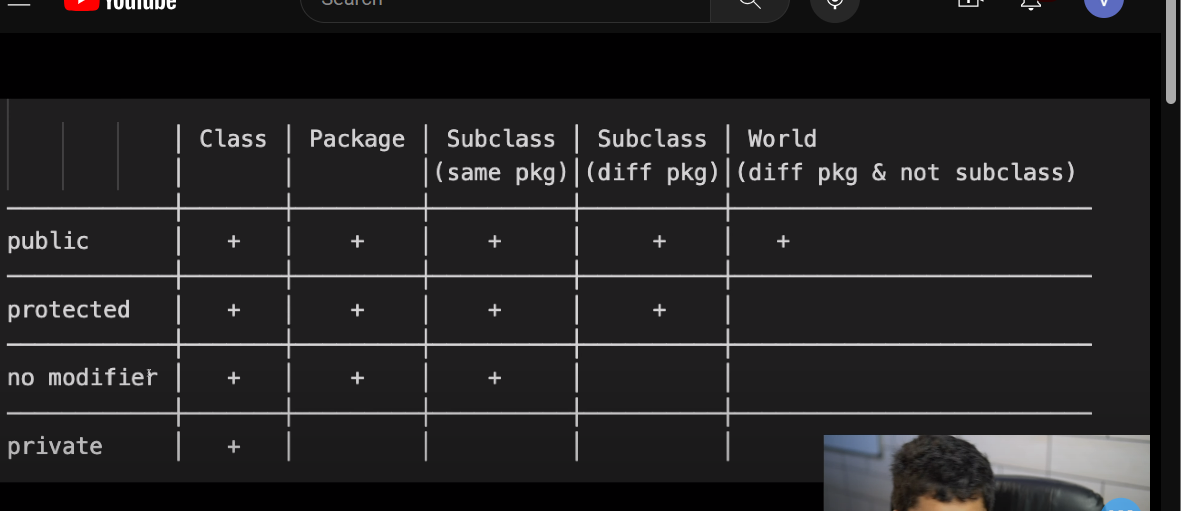 YouTube
Search
V
| Class | Package | Subclass | Subclass | World
| | |(same pkg)|(diff pkg)|(diff pkg & not subclass)
public | + | + | + | + | +
protected | + | + | + | + |
no modifier | + | + | + | |
private | + | | | |